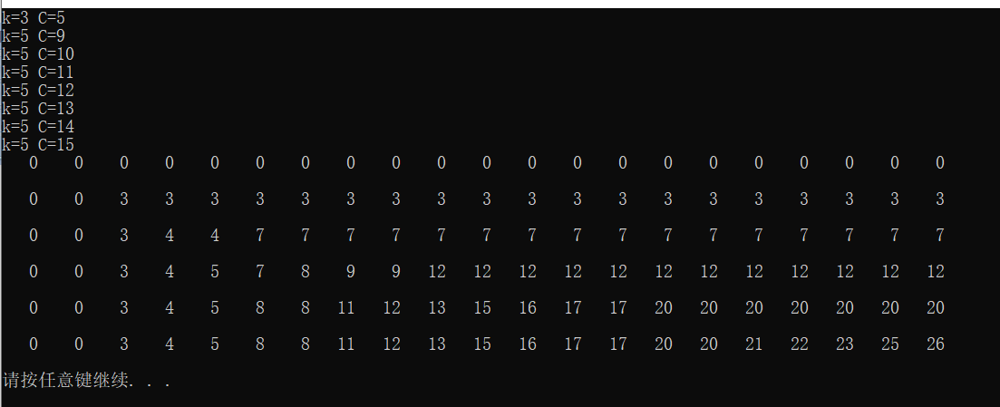 k=3 C=5
k=5 C=9
k=5 C=10
k=5 C=11
k=5 C=12
k=5 C=13
k=5 C=14
k=5 C=15
0 0 0 0 0 0 0 0 0 0 0 0 0 0 0 0 0 0 0 0 0
0 0 3 3 3 3 3 3 3 3 3 3 3 3 3 3 3 3 3 3 3
0 0 3 4 4 7 7 7 7 7 7 7 7 7 7 7 7 7 7 7 7
0 0 3 4 5 7 8 9 9 12 12 12 12 12 12 12 12 12 12 12 12
0 0 3 4 5 8 8 11 12 13 15 16 17 17 20 20 20 20 20 20 20
0 0 3 4 5 8 8 11 12 13 15 16 17 17 20 20 21 22 23 25 26
请按任意键继续. . .